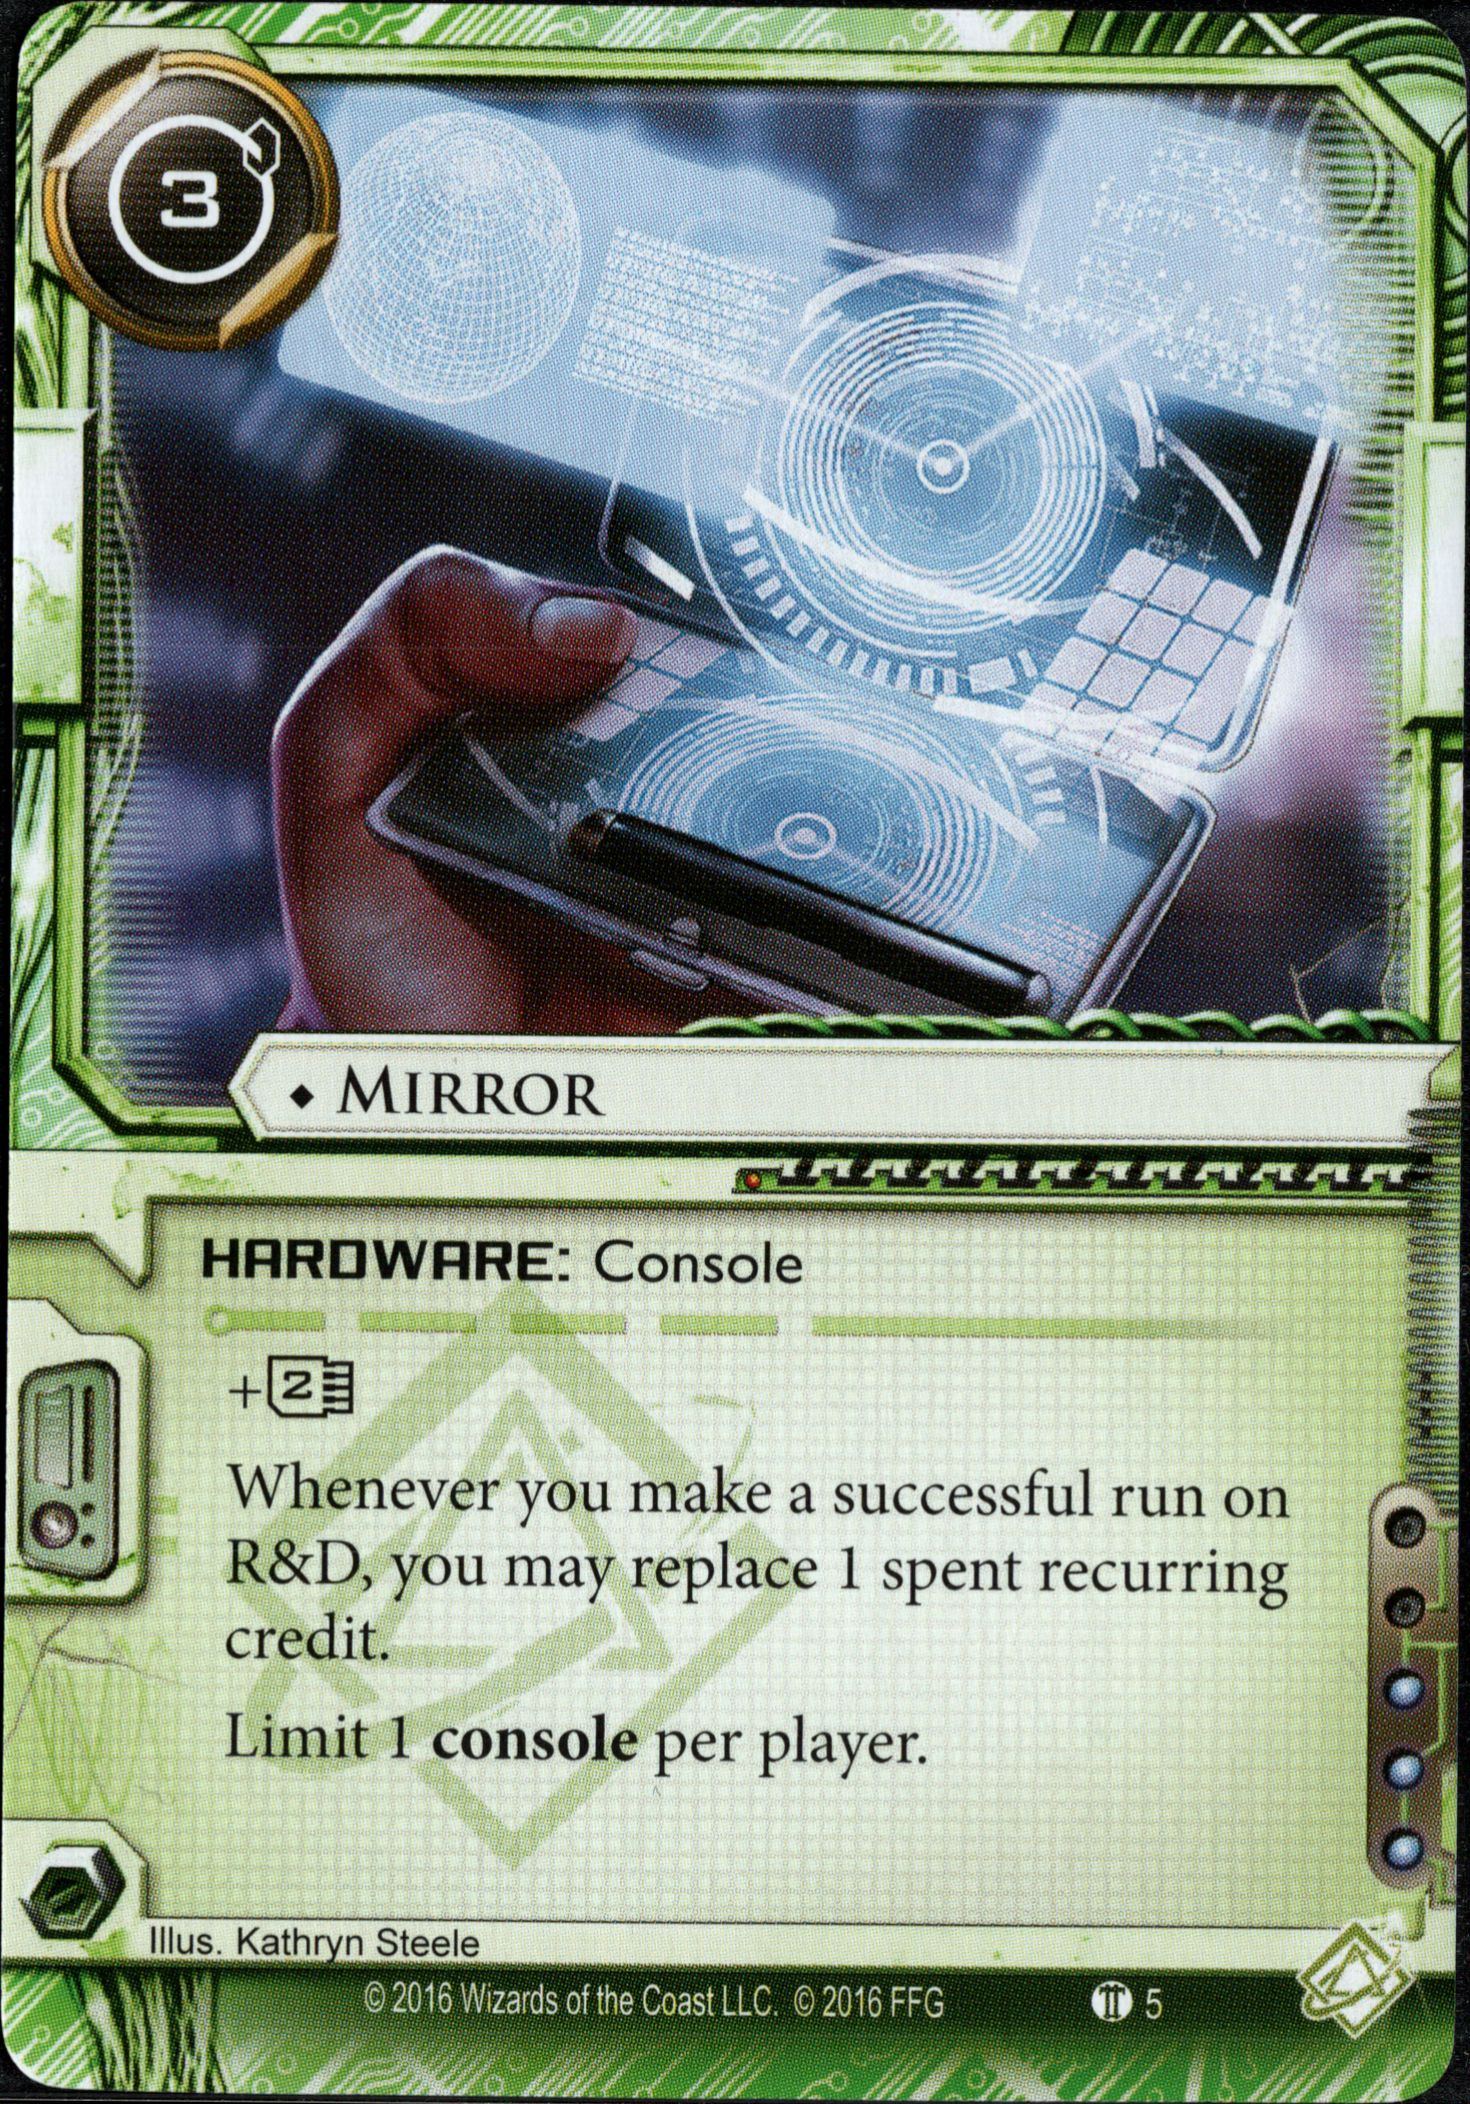 3
◆ MIRROR
HARDWARE: Console
+2
Whenever you make a successful run on
R&D, you may replace 1 spent recurring
credit.
Limit 1 console per player.
Illus. Kathryn Steele
© 2016 Wizards of the Coast LLC. © 2016 FFG
5